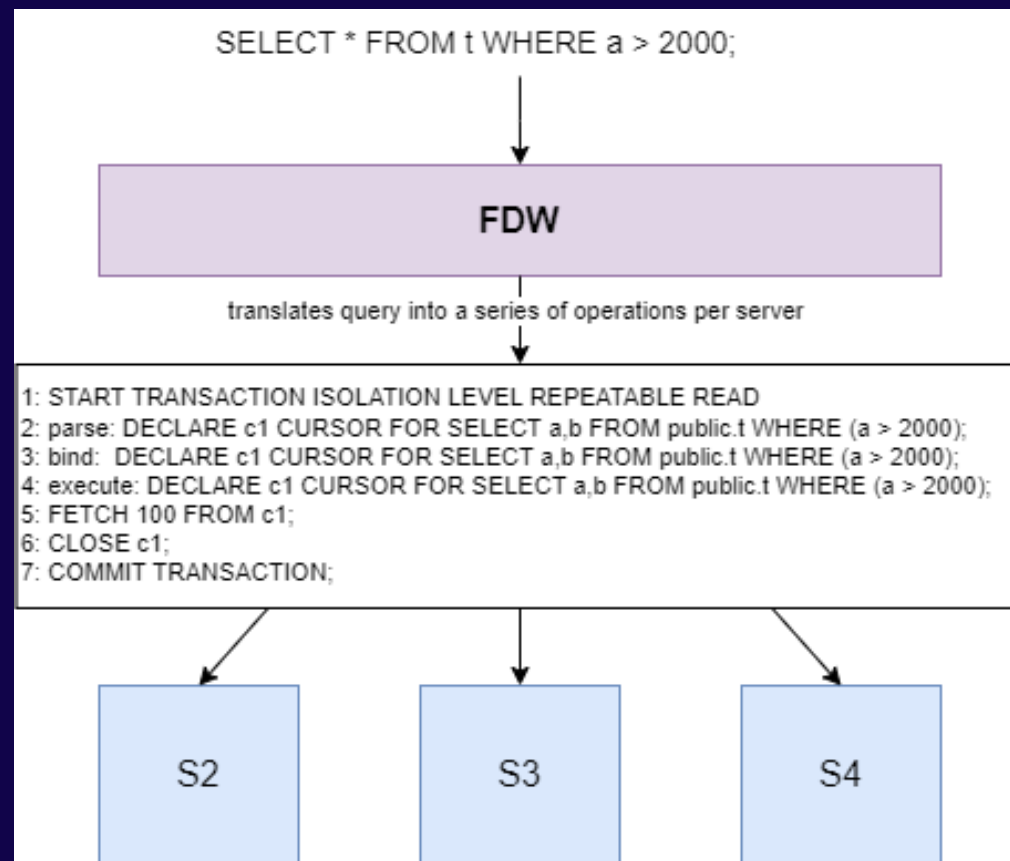 SELECT * FROM t WHERE a > 2000;
FDW
translates query into a series of operations per server
1: START TRANSACTION ISOLATION LEVEL REPEATABLE READ
2: parse: DECLARE c1 CURSOR FOR SELECT a,b FROM public.t WHERE (a > 2000);
3: bind:  DECLARE c1 CURSOR FOR SELECT a,b FROM public.t WHERE (a > 2000);
4: execute: DECLARE c1 CURSOR FOR SELECT a,b FROM public.t WHERE (a > 2000);
5: FETCH 100 FROM c1;
6: CLOSE c1;
7: COMMIT TRANSACTION;
S2
S3
S4